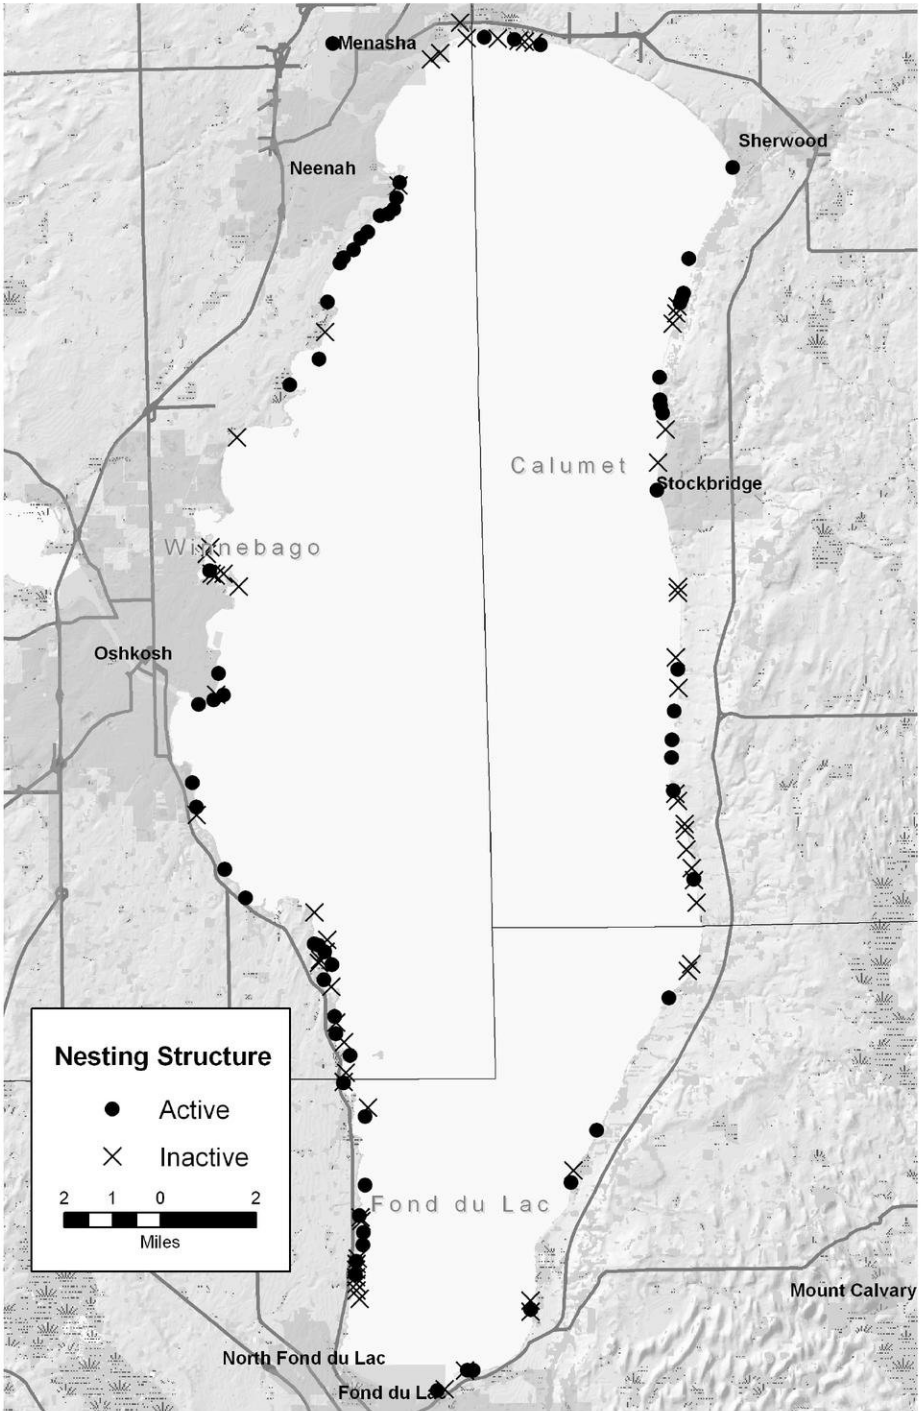 Menasha
Sherwood
Neenah
Calumet
Stockbridge
Winnebago
Oshkosh
Nesting Structure
Active
Inactive
2 1 0 2
Miles
Fond du Lac
Mount Calvary
North Fond du Lac
Fond du Lac